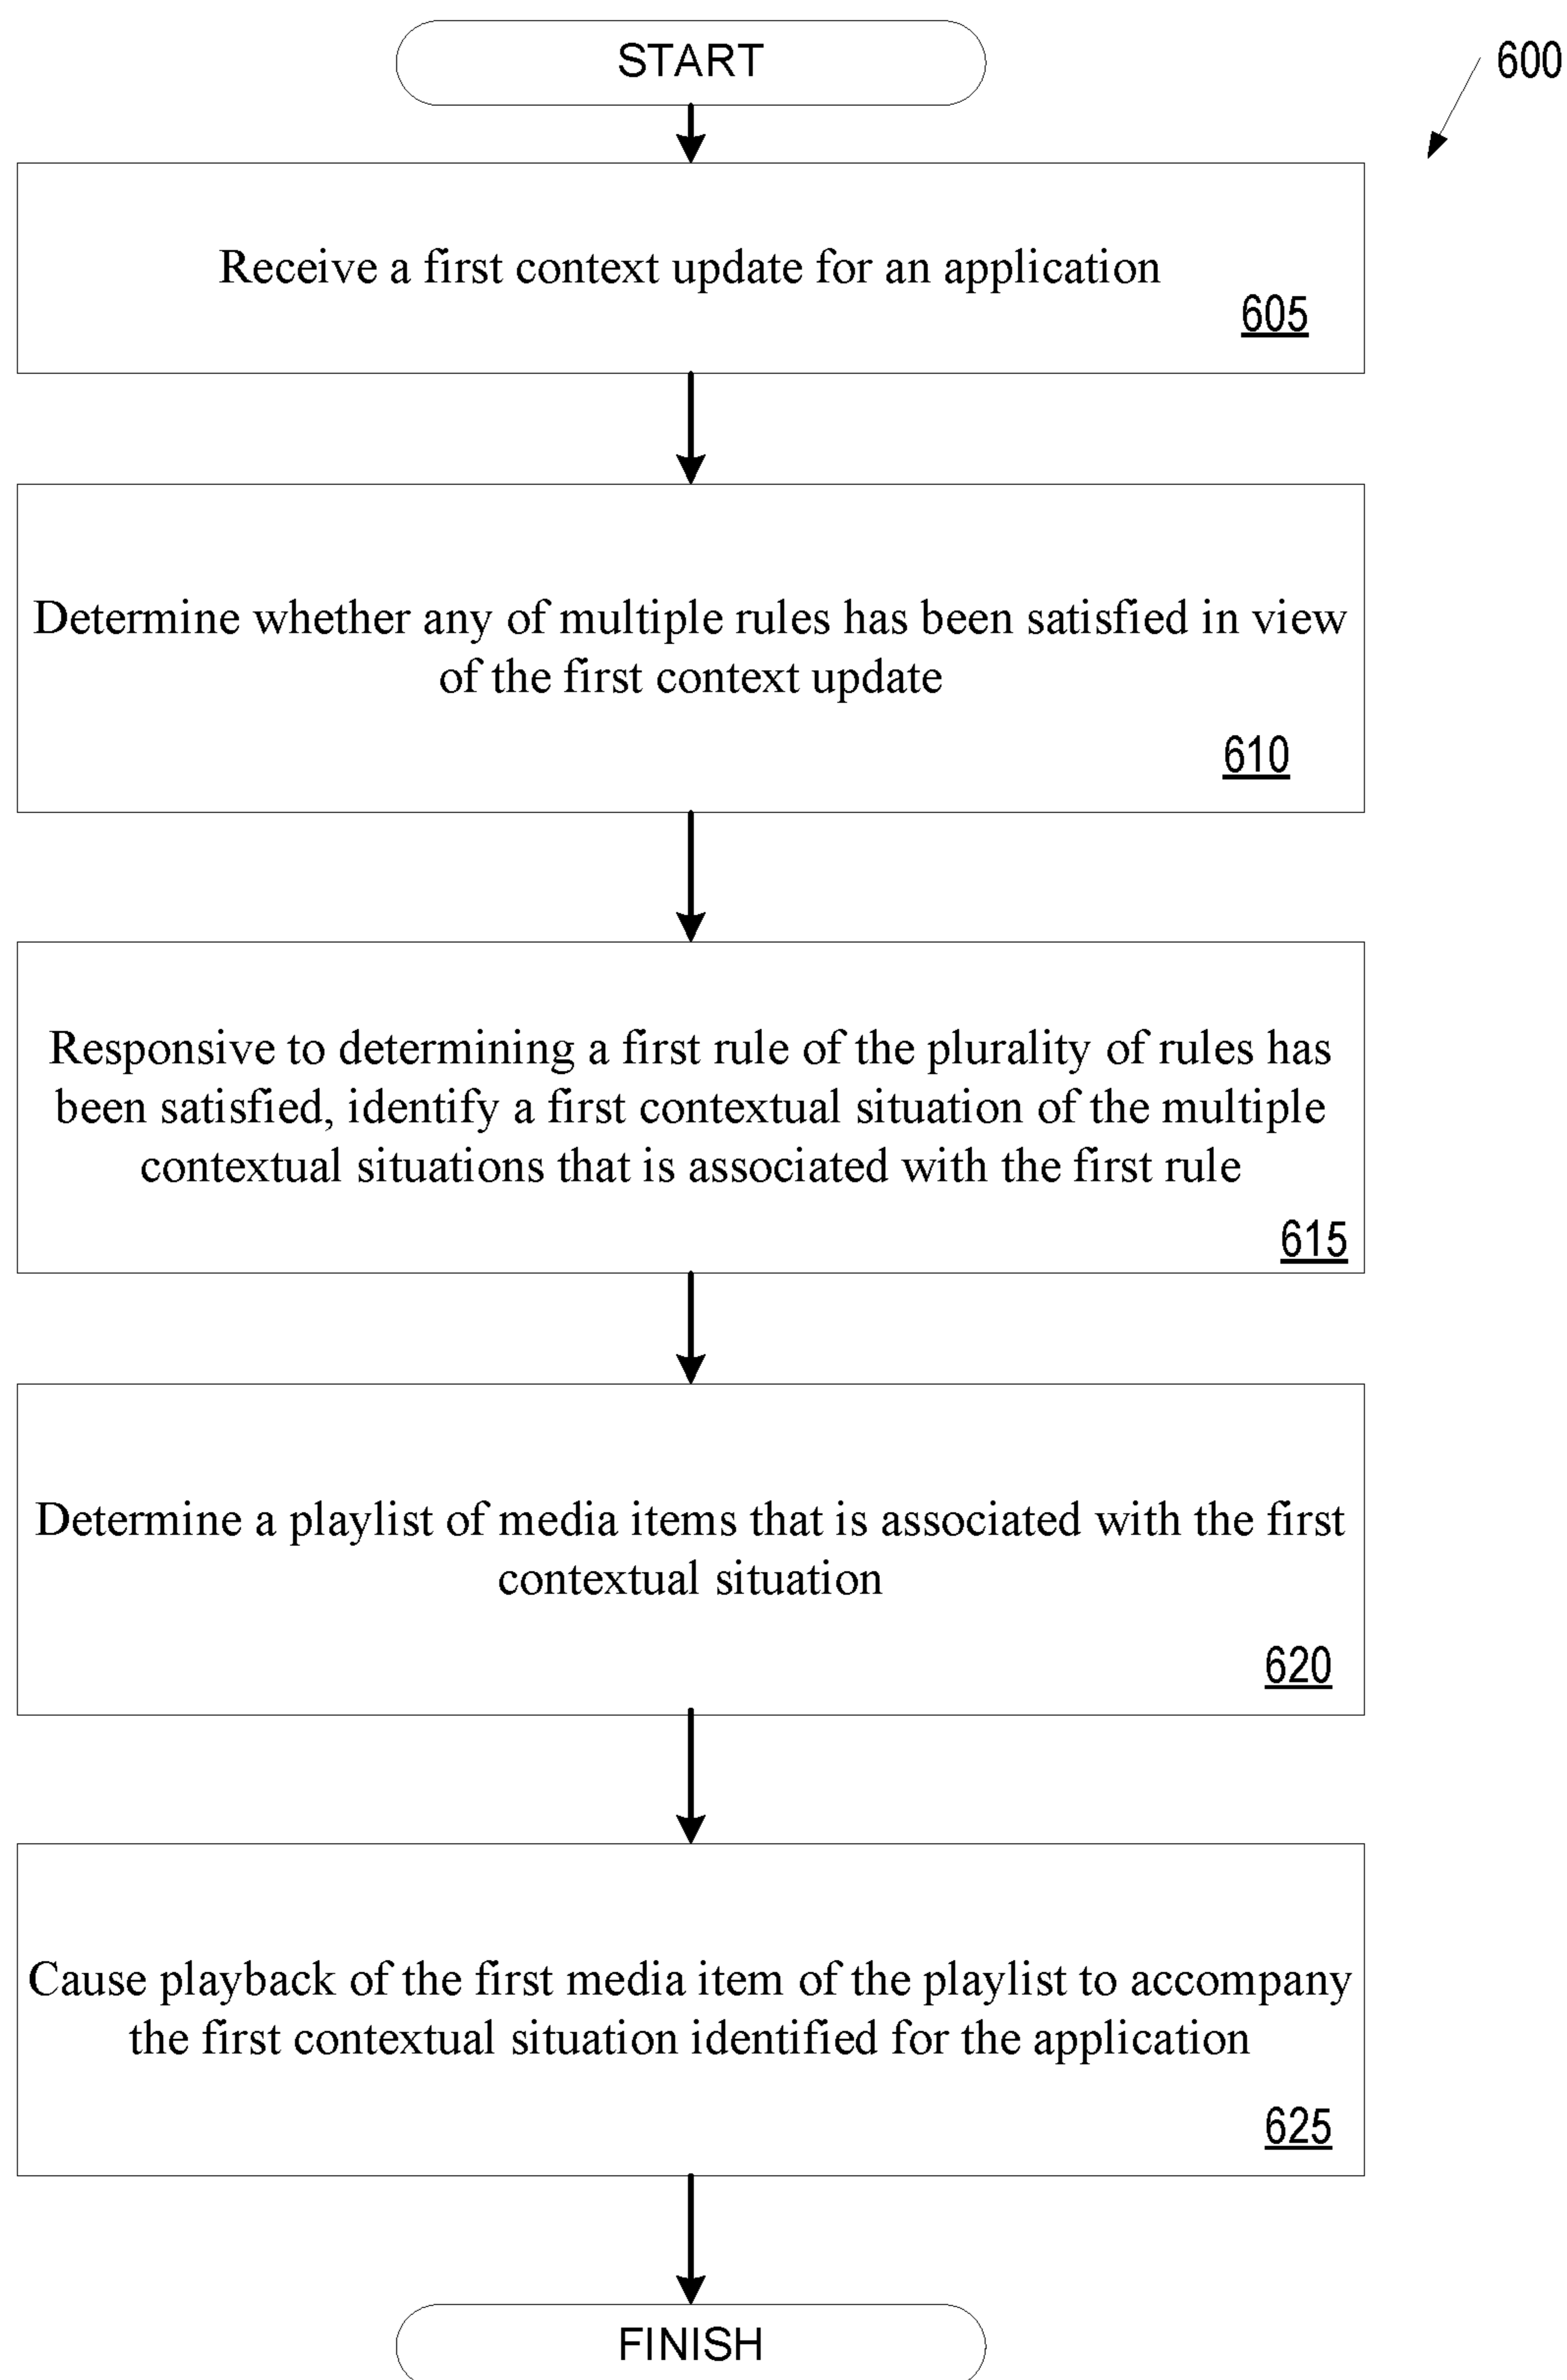 START
600
Receive a first context update for an application
605
Determine whether any of multiple rules has been satisfied in view
of the first context update
610
Responsive to determining a first rule of the plurality of rules has
been satisfied, identify a first contextual situation of the multiple
contextual situations that is associated with the first rule
615
Determine a playlist of media items that is associated with the first
contextual situation
620
Cause playback of the first media item of the playlist to accompany
the first contextual situation identified for the application
625
FINISH